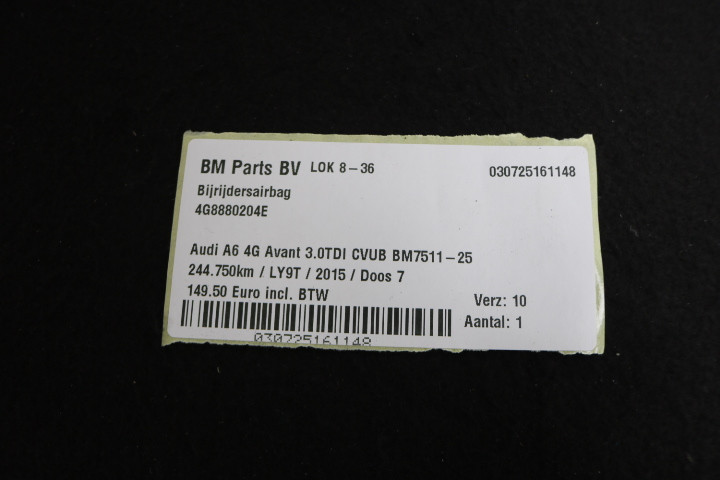 BM Parts BV LOK 8-36 030725161148
Bijrijdersairbag
4G8880204E
Audi A6 4G Avant 3.0TDI CVUB BM7511-25
244.750km / LY9T / 2015 / Doos 7
149.50 Euro incl. BTW Verz: 10
Aantal: 1
030725161148